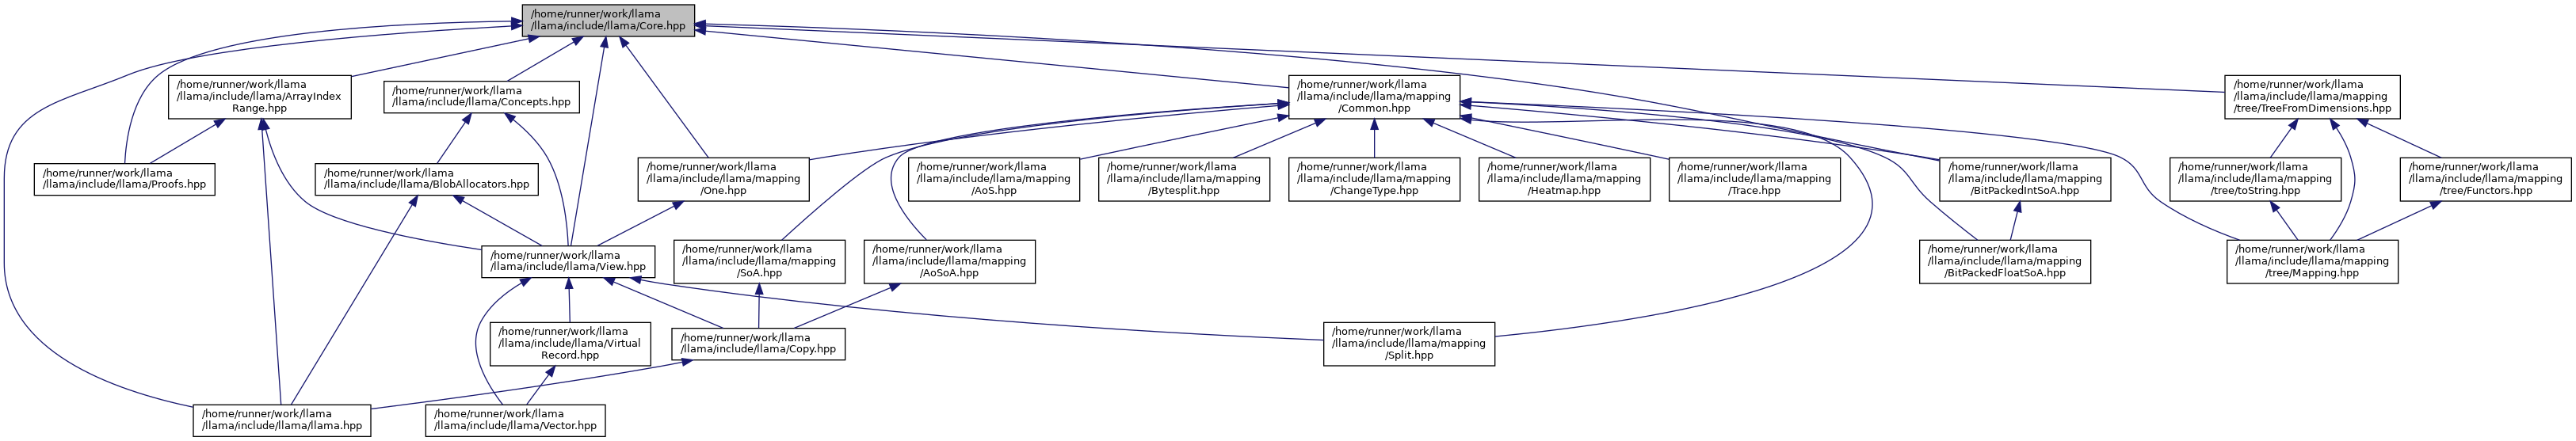 /home/runner/work/llama
/llama/include/llama/Core.hpp
/home/runner/work/llama
/llama/include/llama/ArrayIndex
Range.hpp
/home/runner/work/llama
/llama/include/llama/Concepts.hpp
/home/runner/work/llama
/llama/include/llama/mapping
/Common.hpp
/home/runner/work/llama
/llama/include/llama/mapping
/tree/TreeFromDimensions.hpp
/home/runner/work/llama
/llama/include/llama/Proofs.hpp
/home/runner/work/llama
/llama/include/llama/BlobAllocators.hpp
/home/runner/work/llama
/llama/include/llama/mapping
/One.hpp
/home/runner/work/llama
/llama/include/llama/mapping
/AoS.hpp
/home/runner/work/llama
/llama/include/llama/mapping
/Bytesplit.hpp
/home/runner/work/llama
/llama/include/llama/mapping
/ChangeType.hpp
/home/runner/work/llama
/llama/include/llama/mapping
/Heatmap.hpp
/home/runner/work/llama
/llama/include/llama/mapping
/Trace.hpp
/home/runner/work/llama
/llama/include/llama/mapping
/BitPackedIntSoA.hpp
/home/runner/work/llama
/llama/include/llama/mapping
/tree/toString.hpp
/home/runner/work/llama
/llama/include/llama/mapping
/tree/Functors.hpp
/home/runner/work/llama
/llama/include/llama/View.hpp
/home/runner/work/llama
/llama/include/llama/mapping
/SoA.hpp
/home/runner/work/llama
/llama/include/llama/mapping
/AoSoA.hpp
/home/runner/work/llama
/llama/include/llama/mapping
/BitPackedFloatSoA.hpp
/home/runner/work/llama
/llama/include/llama/mapping
/tree/Mapping.hpp
/home/runner/work/llama
/llama/include/llama/Virtual
Record.hpp
/home/runner/work/llama
/llama/include/llama/Copy.hpp
/home/runner/work/llama
/llama/include/llama/mapping
/Split.hpp
/home/runner/work/llama
/llama/include/llama/llama.hpp
/home/runner/work/llama
/llama/include/llama/Vector.hpp